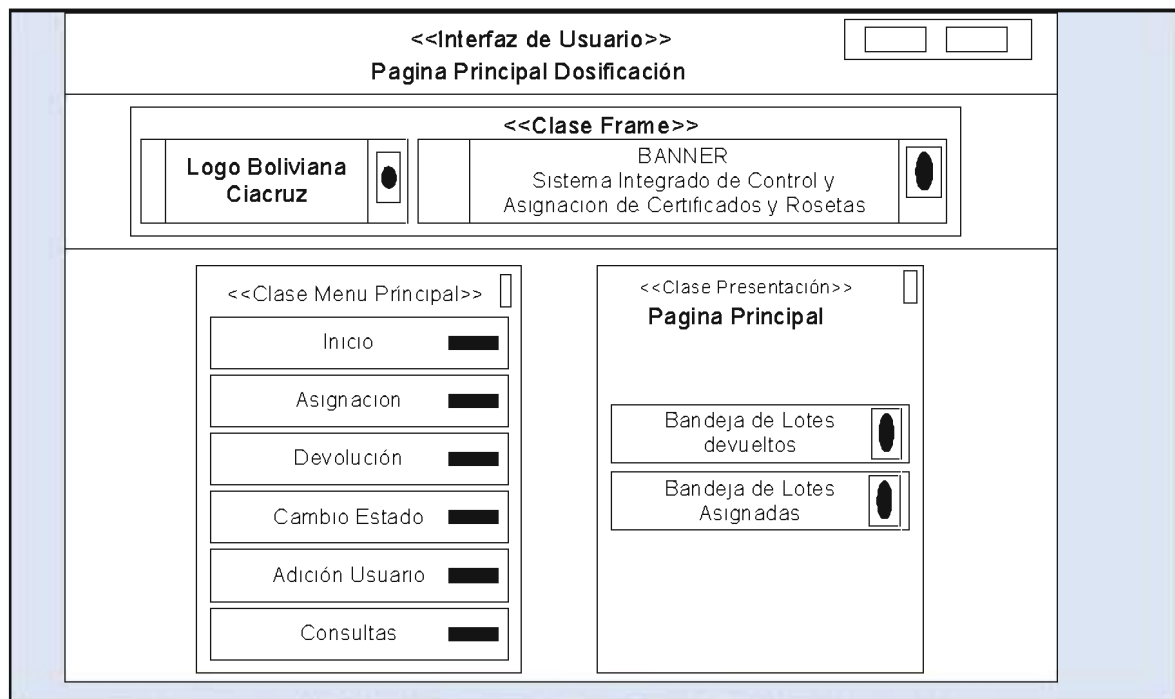 <<Interfaz de Usuario>>
Pagina Principal Dosificación
<<Clase Frame>>
Logo Boliviana
Ciacruz
BANNER
Sistema Integrado de Control y
Asignacion de Certificados y Rosetas
<<Clase Menu Príncipal>>
Inicio
Asignacion
Devolución
Cambio Estado
Adición Usuario
Consultas
<<Clase Presentación>>
Pagina Principal
Bandeja de Lotes
devueltos
Bandeja de Lotes
Asignadas